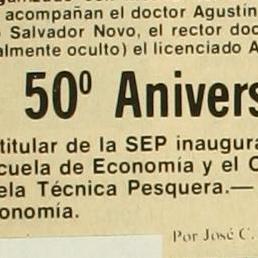 acompañan el doctor Agustín
Salvador Novo, el rector doc
almente oculto) el licenciado A
50º Anivers
titular de la SEP inaugura
cuela de Economía y el C
ela Técnica Pesquera.—
onomía.
Por José C.